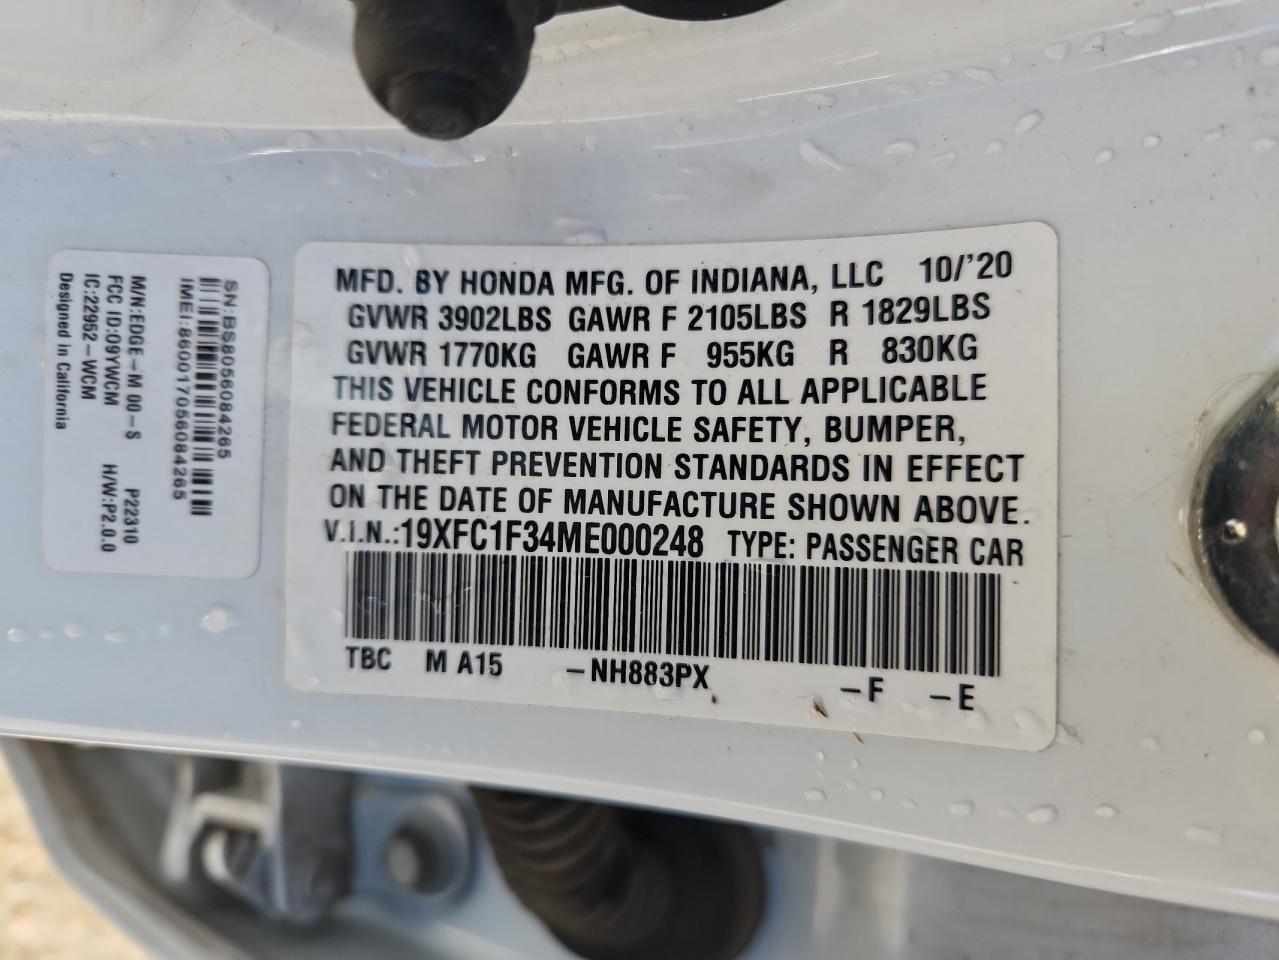 MFD. BY HONDA MFG. OF INDIANA, LLC 10/'20
GVWR 3902LBS GAWR F 2105LBS R 1829LBS
GVWR 1770KG GAWR F 955KG R 830KG
THIS VEHICLE CONFORMS TO ALL APPLICABLE
FEDERAL MOTOR VEHICLE SAFETY, BUMPER,
AND THEFT PREVENTION STANDARDS IN EFFECT
ON THE DATE OF MANUFACTURE SHOWN ABOVE.
V.I.N.:19XFC1F34ME000248 TYPE: PASSENGER CAR
TBC M A15 –NH883PX –F –E
SN:BS8056084265
IMEI:860017056084265
M/N:EDGE–M 00–S P22310
FCC ID:09YWCM H/W:P2.0.0
IC:22952–WCM
Designed in California